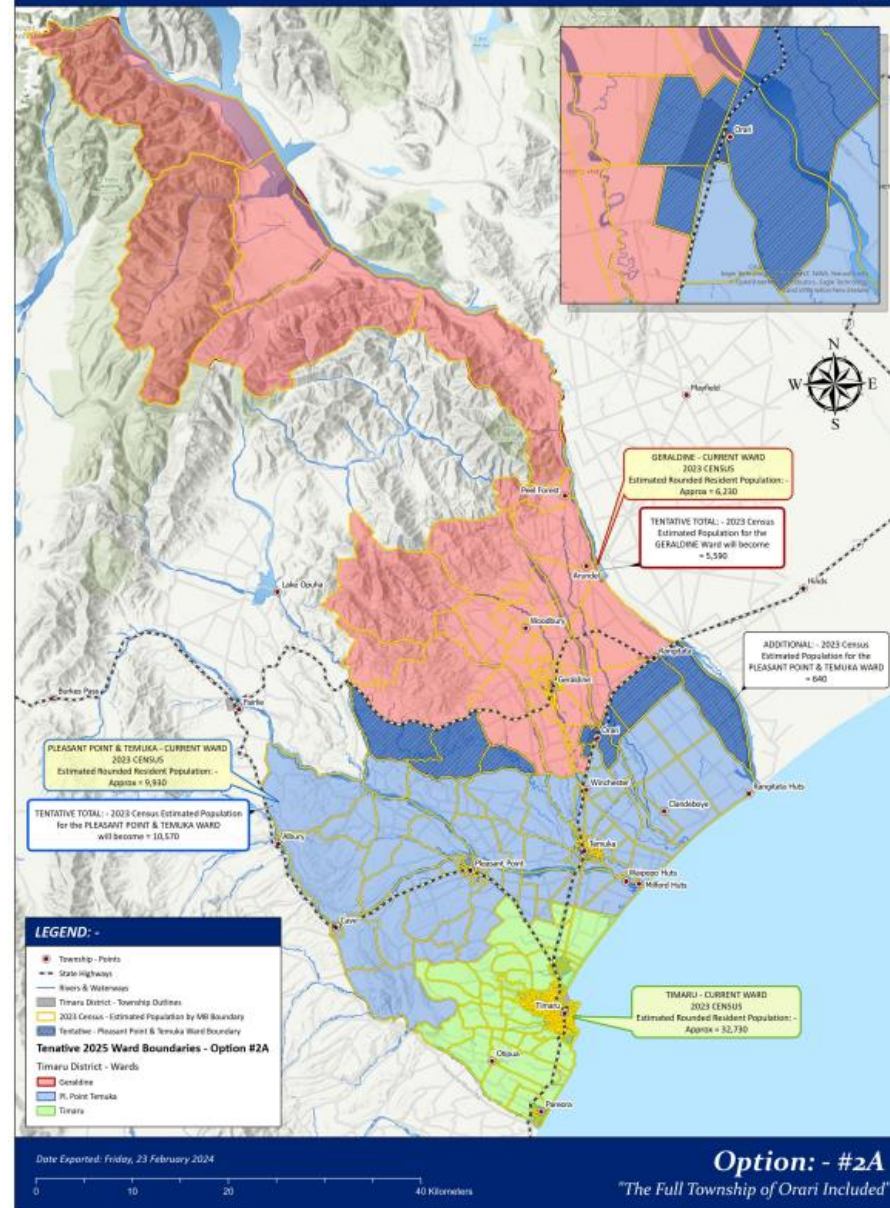 Orari
N
W E
S
Mayfield
GERALDINE - CURRENT WARD
2023 CENSUS
Estimated Rounded Resident Population: -
Approx = 6,230
Peel Forest
TENTATIVE TOTAL: - 2023 Census
Estimated Population for the
GERALDINE Ward will become
= 5,590
Arundel
Hinds
Lake Opuha
Woodbury
ADDITIONAL: - 2023 Census
Estimated Population for the
PLEASANT POINT & TEMUKA WARD
= 640
Rangitata
Geraldine
Burkes Pass
Fairlie
Orari
PLEASANT POINT & TEMUKA - CURRENT WARD
2023 CENSUS
Estimated Rounded Resident Population: -
Approx = 9,930
Winchester
Rangitata Huts
Clandeboye
TENTATIVE TOTAL: - 2023 Census Estimated Population
for the PLEASANT POINT & TEMUKA WARD
will become = 10,570
Albury
Temuka
Pleasant Point
Waipopo Huts
Milford Huts
Cave
LEGEND: -
Township - Points
State Highways
Rivers & Waterways
Timaru District - Township Outlines
2023 Census - Estimated Population by MB Boundary
Tentative - Pleasant Point & Temuka Ward Boundary
Tenative 2025 Ward Boundaries - Option #2A
Timaru District - Wards
Geraldine
Pl. Point Temuka
Timaru
Timaru
TIMARU - CURRENT WARD
2023 CENSUS
Estimated Rounded Resident Population: -
Approx = 32,730
Otipua
Pareora
Date Exported: Friday, 23 February 2024
0 10 20 40 Kilometers
Option: - #2A
"The Full Township of Orari Included"